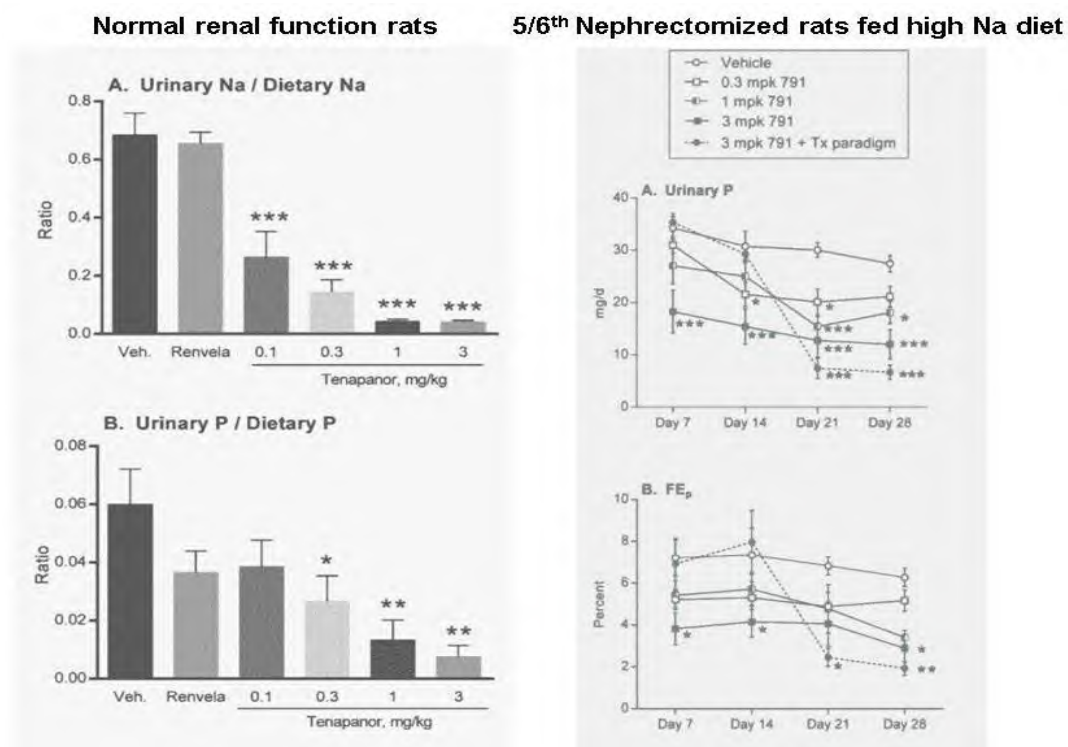 Normal renal function rats
A. Urinary Na / Dietary Na
0.8
0.6
0.4
0.2
0.0
Ratio
***
***
***
***
Veh. Renvela 0.1 0.3 1 3
Tenapanor, mg/kg
B. Urinary P / Dietary P
0.08
0.06
0.04
0.02
0.00
Ratio
*
**
**
Veh. Renvela 0.1 0.3 1 3
Tenapanor, mg/kg
5/6th Nephrectomized rats fed high Na diet
Vehicle
0.3 mpk 791
1 mpk 791
3 mpk 791
3 mpk 791 + Tx paradigm
A. Urinary P
40
30
20
10
0
mg/d
*
*
*
***
***
***
***
***
***
***
Day 7 Day 14 Day 21 Day 28
B. FEp
10
8
6
4
2
0
Percent
*
*
*
*
**
Day 7 Day 14 Day 21 Day 28